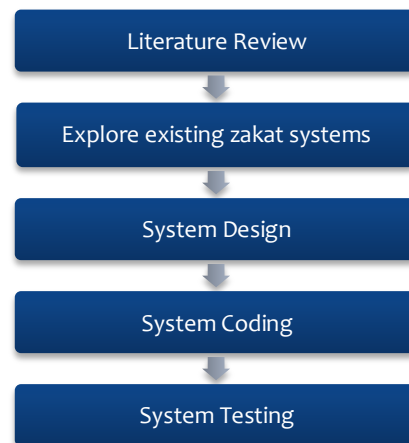 Literature Review
Explore existing zakat systems
System Design
System Coding
System Testing